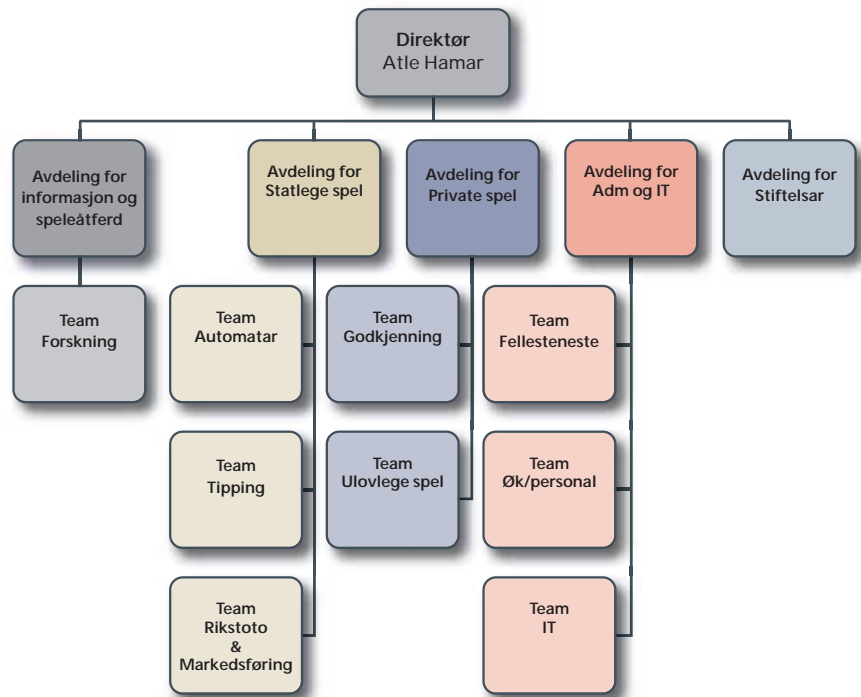 Direktør
Atle Hamar
Avdeling for
informasjon og
speleåtferd
Avdeling for
Statlege spel
Avdeling for
Private spel
Avdeling for
Adm og IT
Avdeling for
Stiftelsar
Team
Forskning
Team
Automatar
Team
Godkjenning
Team
Fellesteneste
Team
Tipping
Team
Ulovlege spel
Team
Øk/personal
Team
Rikstoto
&
Markedsføring
Team
IT